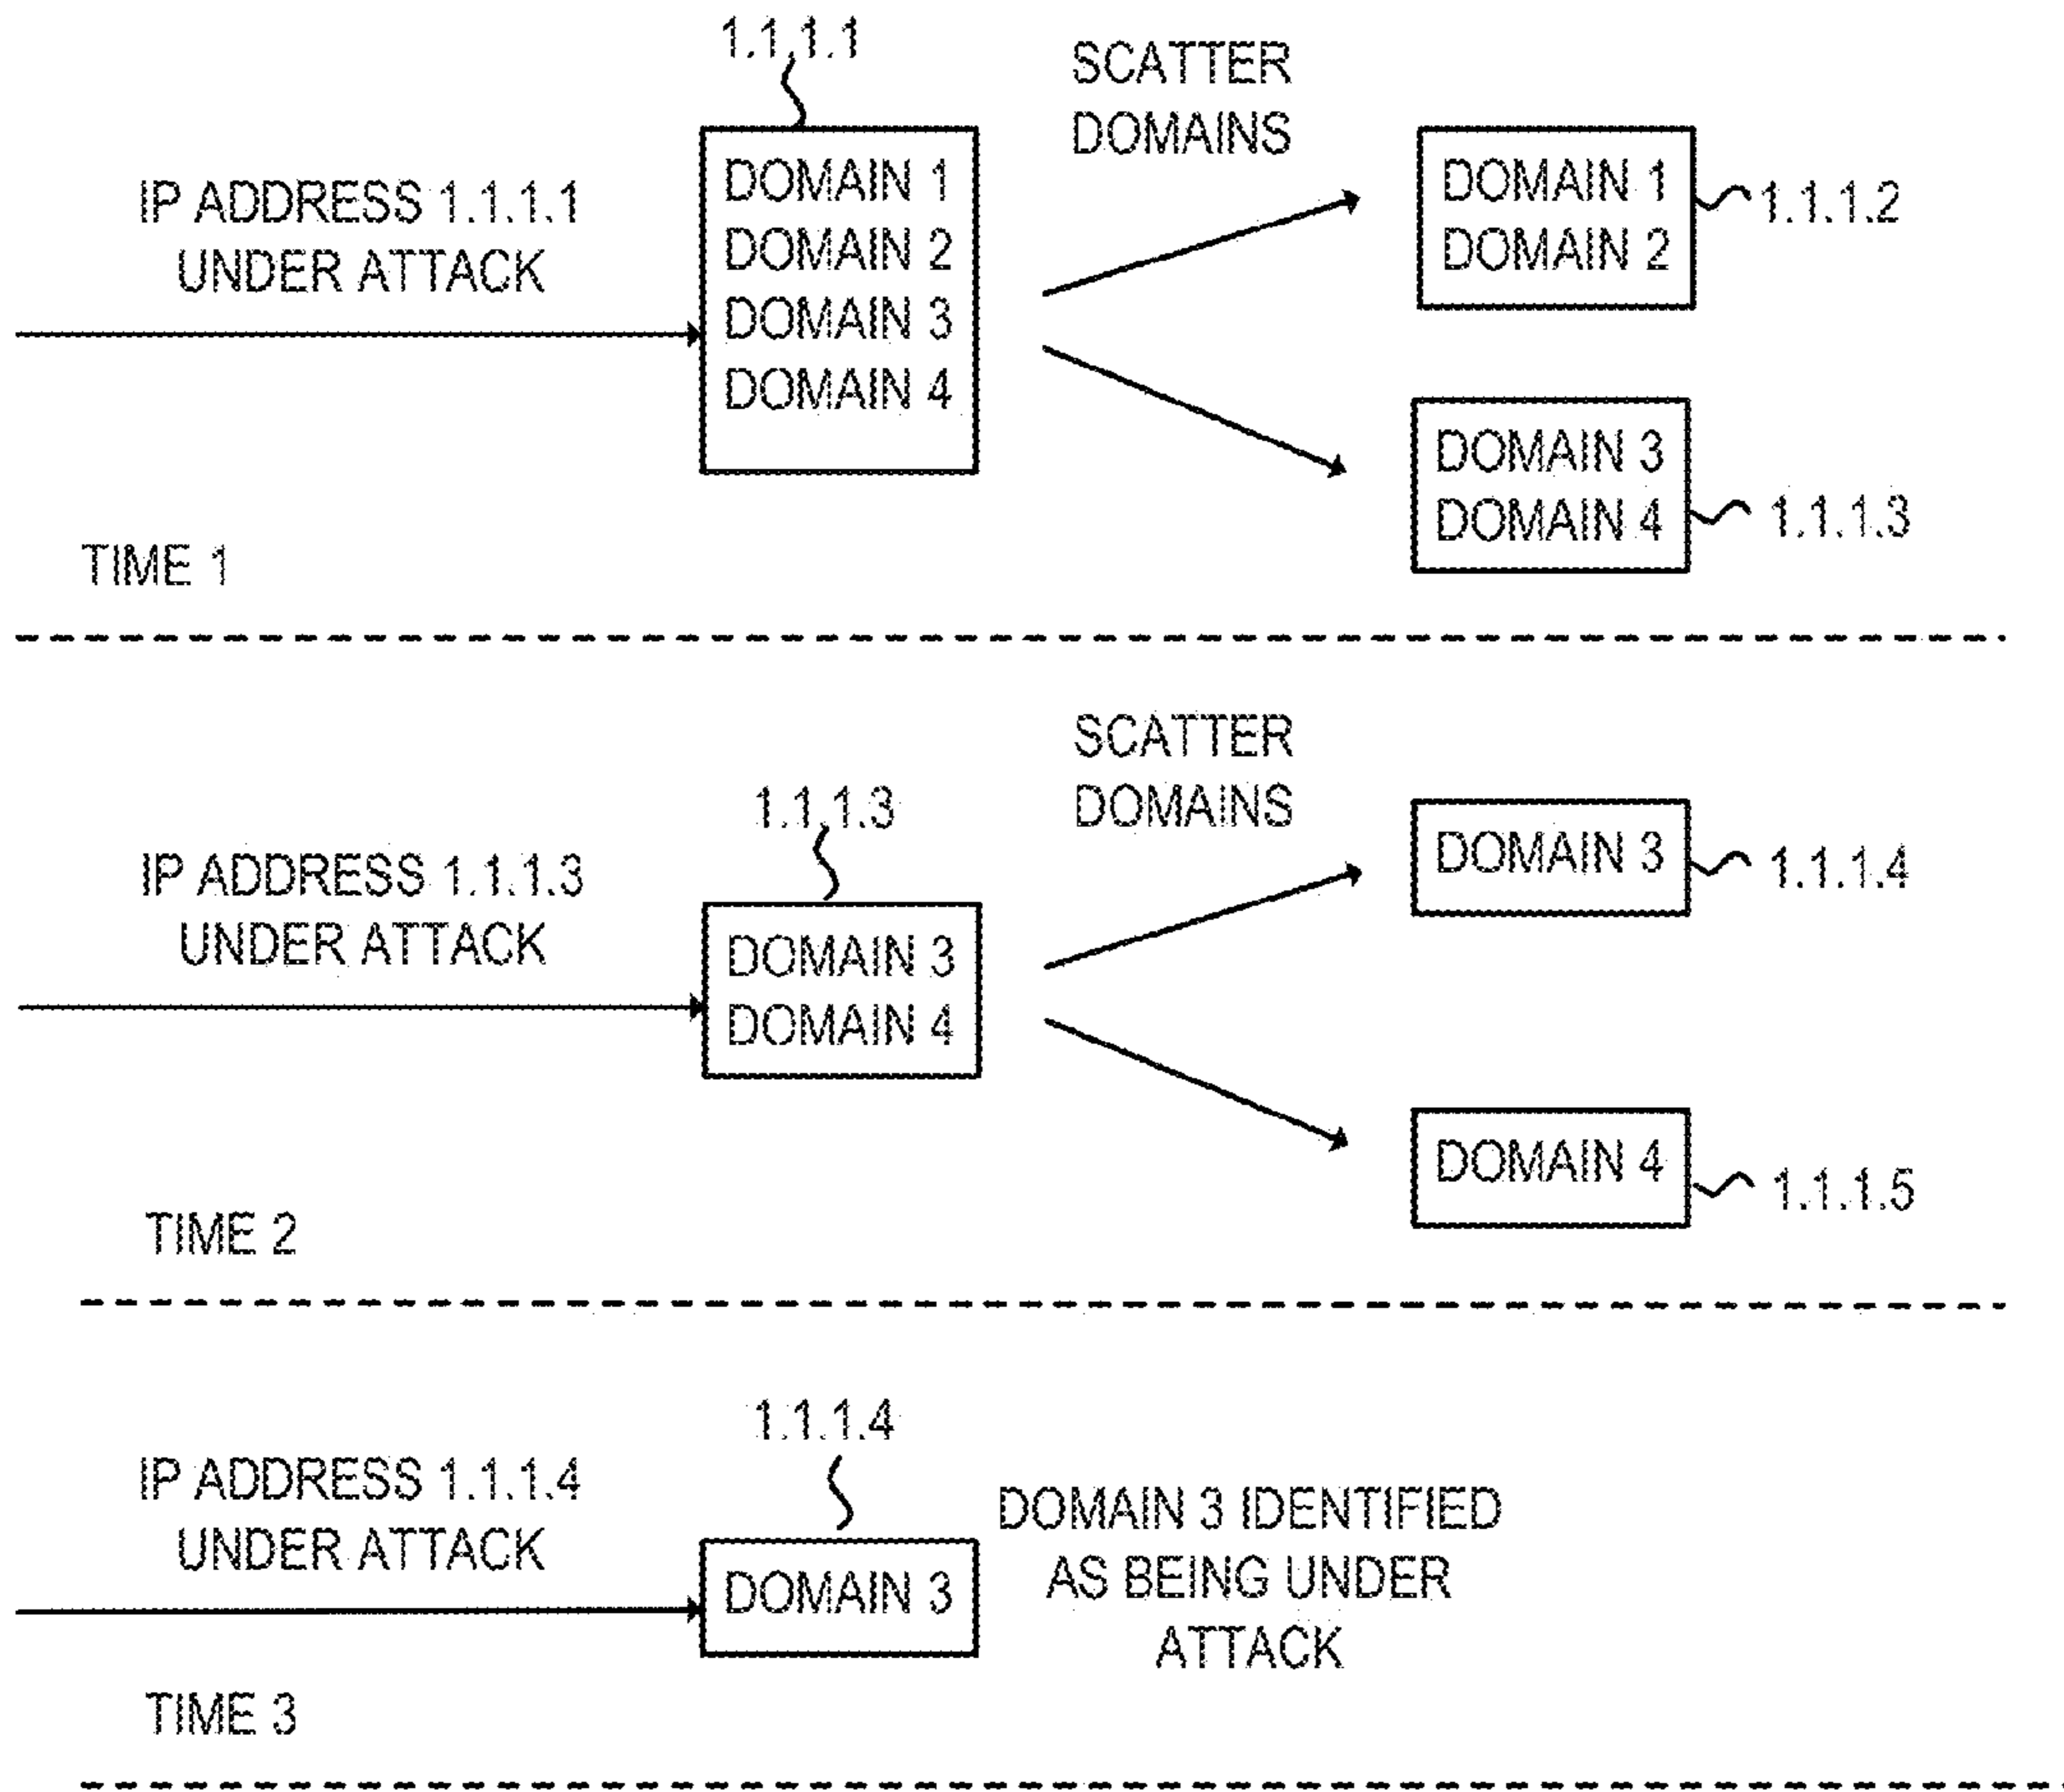 1.1.1.1
SCATTER
DOMAINS
IP ADDRESS 1.1.1.1
UNDER ATTACK
DOMAIN 1
DOMAIN 2
DOMAIN 3
DOMAIN 4
DOMAIN 1
DOMAIN 2
1.1.1.2
DOMAIN 3
DOMAIN 4
1.1.1.3
TIME 1
SCATTER
DOMAINS
1.1.1.3
IP ADDRESS 1.1.1.3
UNDER ATTACK
DOMAIN 3
DOMAIN 4
DOMAIN 3
1.1.1.4
DOMAIN 4
1.1.1.5
TIME 2
1.1.1.4
IP ADDRESS 1.1.1.4
UNDER ATTACK
DOMAIN 3
DOMAIN 3 IDENTIFIED
AS BEING UNDER
ATTACK
TIME 3